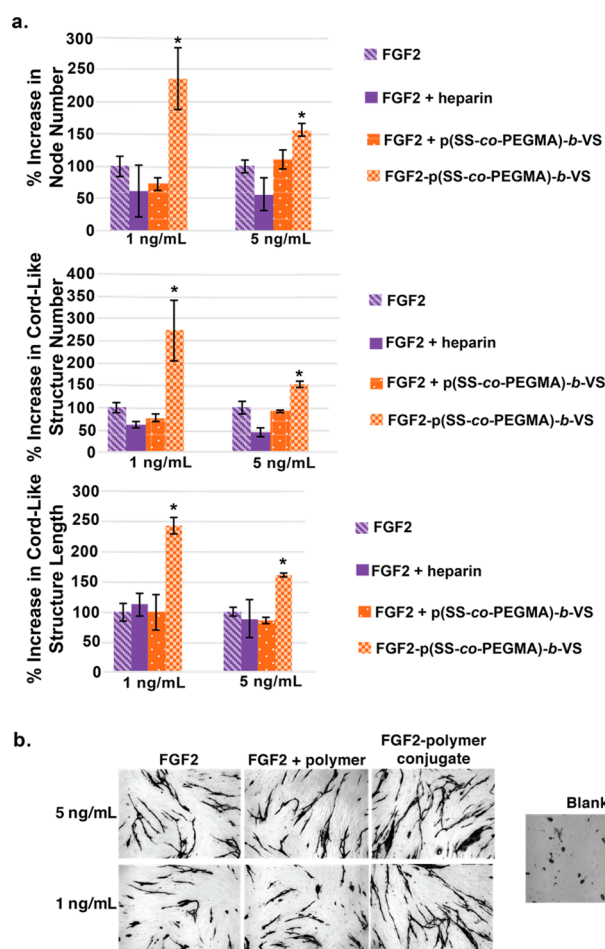 a.
% Increase in
Node Number
300
250
200
150
100
50
0
*
*
1 ng/mL
5 ng/mL
FGF2
FGF2 + heparin
FGF2 + p(SS-co-PEGMA)-b-VS
FGF2-p(SS-co-PEGMA)-b-VS
% Increase in Cord-Like
Structure Number
400
350
300
250
200
150
100
50
0
*
*
1 ng/mL
5 ng/mL
FGF2
FGF2 + heparin
FGF2 + p(SS-co-PEGMA)-b-VS
FGF2-p(SS-co-PEGMA)-b-VS
% Increase in Cord-Like
Structure Length
300
250
200
150
100
50
0
*
*
1 ng/mL
5 ng/mL
FGF2
FGF2 + heparin
FGF2 + p(SS-co-PEGMA)-b-VS
FGF2-p(SS-co-PEGMA)-b-VS
b.
FGF2
FGF2 + polymer
FGF2-polymer
conjugate
Blank
5 ng/mL
1 ng/mL